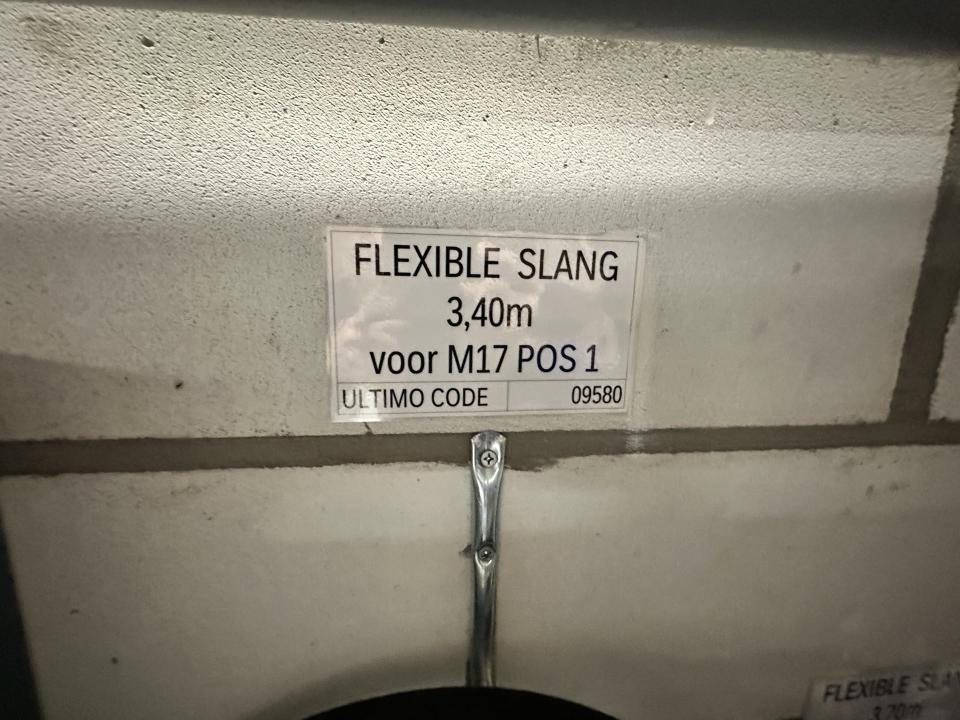 FLEXIBLE SLANG
3,40m
voor M17 POS 1
ULTIMO CODE 09580
FLEXIBLE